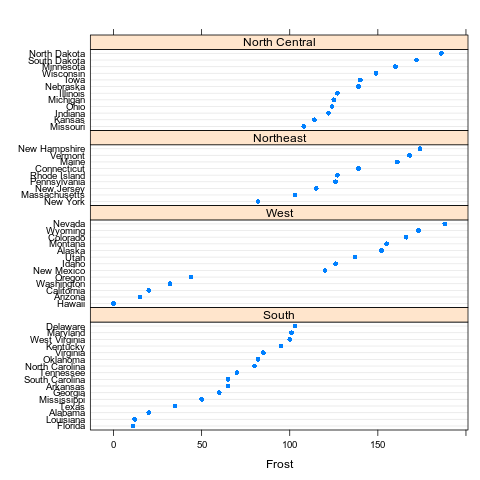 North Central
North Dakota
South Dakota
Minnesota
Wisconsin
Iowa
Nebraska
Illinois
Michigan
Ohio
Indiana
Kansas
Missouri
Northeast
New Hampshire
Vermont
Maine
Connecticut
Rhode Island
Pennsylvania
New Jersey
Massachusetts
New York
West
Nevada
Wyoming
Colorado
Montana
Alaska
Utah
Idaho
New Mexico
Oregon
Washington
California
Arizona
Hawaii
South
Delaware
Maryland
West Virginia
Kentucky
Virginia
Oklahoma
North Carolina
Tennessee
South Carolina
Arkansas
Georgia
Mississippi
Texas
Alabama
Louisiana
Florida
0 50 100 150
Frost